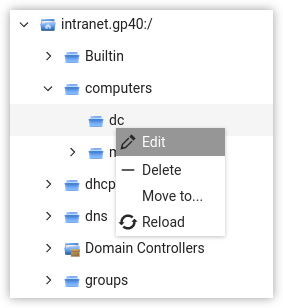 intranet.gp40:/
Builtin
computers
dc
Edit
Delete
Move to...
Reload
dhcp
dns
Domain Controllers
groups